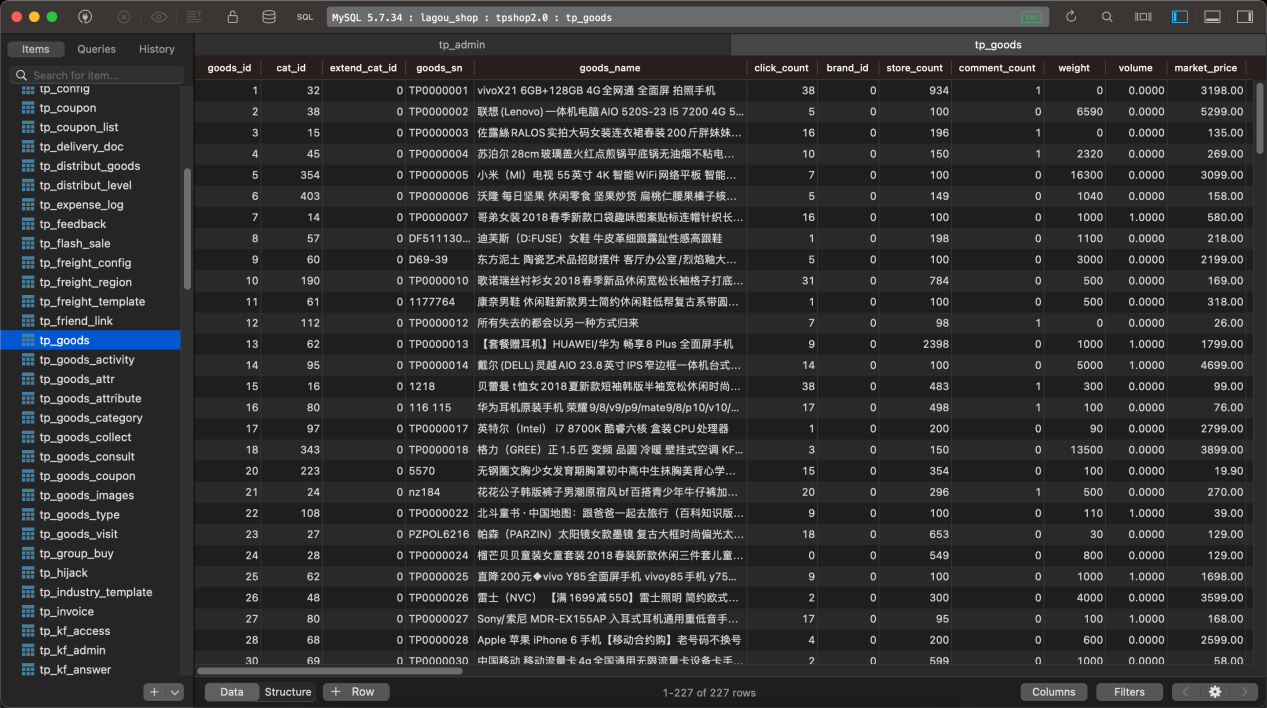 SQL
MySQL 5.7.34 : lagou_shop : tpshop2.0 : tp_goods
Items Queries History
Search for item...
tp_config
tp_coupon
tp_coupon_list
tp_delivery_doc
tp_distribut_goods
tp_distribut_level
tp_expense_log
tp_feedback
tp_flash_sale
tp_freight_config
tp_freight_region
tp_freight_template
tp_friend_link
tp_goods
tp_goods_activity
tp_goods_attr
tp_goods_attribute
tp_goods_category
tp_goods_collect
tp_goods_consult
tp_goods_coupon
tp_goods_images
tp_goods_type
tp_goods_visit
tp_group_buy
tp_hijack
tp_industry_template
tp_invoice
tp_kf_access
tp_kf_admin
tp_kf_answer
tp_admin tp_goods
goods_id cat_id extend_cat_id goods_sn goods_name click_count brand_id store_count comment_count weight volume market_price
1 32 0 TP0000001 vivoX21 6GB+128GB 4G全网通 全面屏 拍照手机 38 0 934 1 0 0.0000 3198.00
2 38 0 TP0000002 联想(Lenovo)一体机电脑AIO 520S-23 I5 7200 4G 5... 5 0 100 0 6590 0.0000 5299.00
3 15 0 TP0000003 佐露絲RALOS实拍大码女装连衣裙春装200斤胖妹妹... 16 0 196 1 0 0.0000 135.00
4 45 0 TP0000004 苏泊尔28cm玻璃盖火红点煎锅平底锅无油烟不粘电... 10 0 150 1 2320 0.0000 269.00
5 354 0 TP0000005 小米（MI）电视 55英寸 4K 智能WiFi网络平板 智能... 7 0 100 0 16300 0.0000 3099.00
6 403 0 TP0000006 沃隆 每日坚果 休闲零食 坚果炒货 扁桃仁腰果榛子核... 5 0 149 0 1040 0.0000 158.00
7 14 0 TP0000007 哥弟女装2018春季新款口袋趣味图案贴标连帽针织长... 16 0 100 0 1000 1.0000 580.00
8 57 0 DF511130... 迪芙斯（D:FUSE）女鞋 牛皮革细跟露趾性感高跟鞋 1 0 198 0 1100 0.0000 218.00
9 60 0 D69-39 东方泥土 陶瓷艺术品招财摆件 客厅办公室/烈焰釉大... 5 0 100 0 3000 0.0000 2199.00
10 190 0 TP0000010 歌诺瑞丝衬衫女2018春季新品休闲宽松长袖格子打底... 31 0 784 0 500 0.0000 169.00
11 61 0 1177764 康奈男鞋 休闲鞋新款男士简约休闲鞋低帮复古系带圆... 1 0 100 0 500 0.0000 318.00
12 112 0 TP0000012 所有失去的都会以另一种方式归来 7 0 98 1 0 0.0000 26.00
13 62 0 TP0000013 【套餐赠耳机】HUAWEI/华为 畅享8 Plus 全面屏手机 9 0 2398 0 1000 1.0000 1799.00
14 95 0 TP0000014 戴尔(DELL)灵越AIO 23.8英寸IPS窄边框一体机台式... 14 0 100 0 5000 1.0000 4699.00
15 16 0 1218 贝蕾曼 t恤女2018夏新款短袖韩版半袖宽松休闲时尚... 38 0 483 1 300 0.0000 99.00
16 80 0 116 115 华为耳机原装手机 荣耀9/8/v9/p9/mate9/8/p10/v10/... 17 0 498 1 100 0.0000 76.00
17 97 0 TP0000017 英特尔（Intel） i7 8700K 酷睿六核 盒装CPU处理器 1 0 200 0 90 0.0000 2799.00
18 343 0 TP0000018 格力（GREE）正1.5匹 变频 品圆 冷暖 壁挂式空调 KF... 3 0 150 0 13500 0.0000 3899.00
20 223 0 5570 无钢圈文胸少女发育期胸罩初中高中生抹胸美背心学... 15 0 354 0 100 0.0000 19.90
21 24 0 nz184 花花公子韩版裤子男潮原宿风bf百搭青少年牛仔裤加... 20 0 296 1 500 0.0000 270.00
22 108 0 TP0000022 北斗童书·中国地图：跟爸爸一起去旅行（百科知识版... 9 0 100 0 110 1.0000 39.00
23 27 0 PZPOL6216 帕森（PARZIN）太阳镜女款墨镜 复古大框时尚偏光太... 18 0 653 0 30 0.0000 129.00
24 28 0 TP0000024 榴芒贝贝童装女童套装2018春装新款休闲三件套儿童... 0 0 549 0 800 0.0000 129.00
25 62 0 TP0000025 直降200元◆vivo Y85全面屏手机 vivoy85手机 y75... 9 0 100 0 1000 1.0000 1698.00
26 48 0 TP0000026 雷士（NVC） 【满1699减550】雷士照明 简约欧式... 2 0 300 0 4000 0.0000 3599.00
27 80 0 TP0000027 Sony/索尼 MDR-EX155AP 入耳式耳机通用重低音手... 17 0 95 0 100 1.0000 168.00
28 68 0 TP0000028 Apple 苹果 iPhone 6 手机【移动合约购】老号码不换号 4 0 200 0 600 0.0000 2599.00
30 69 0 TP0000030 中国移动 移动流量卡4g全国通用无限流量卡设备卡手... 1 0 599 0 1000 0.0000 58.00
Data Structure + Row 1-227 of 227 rows Columns Filters